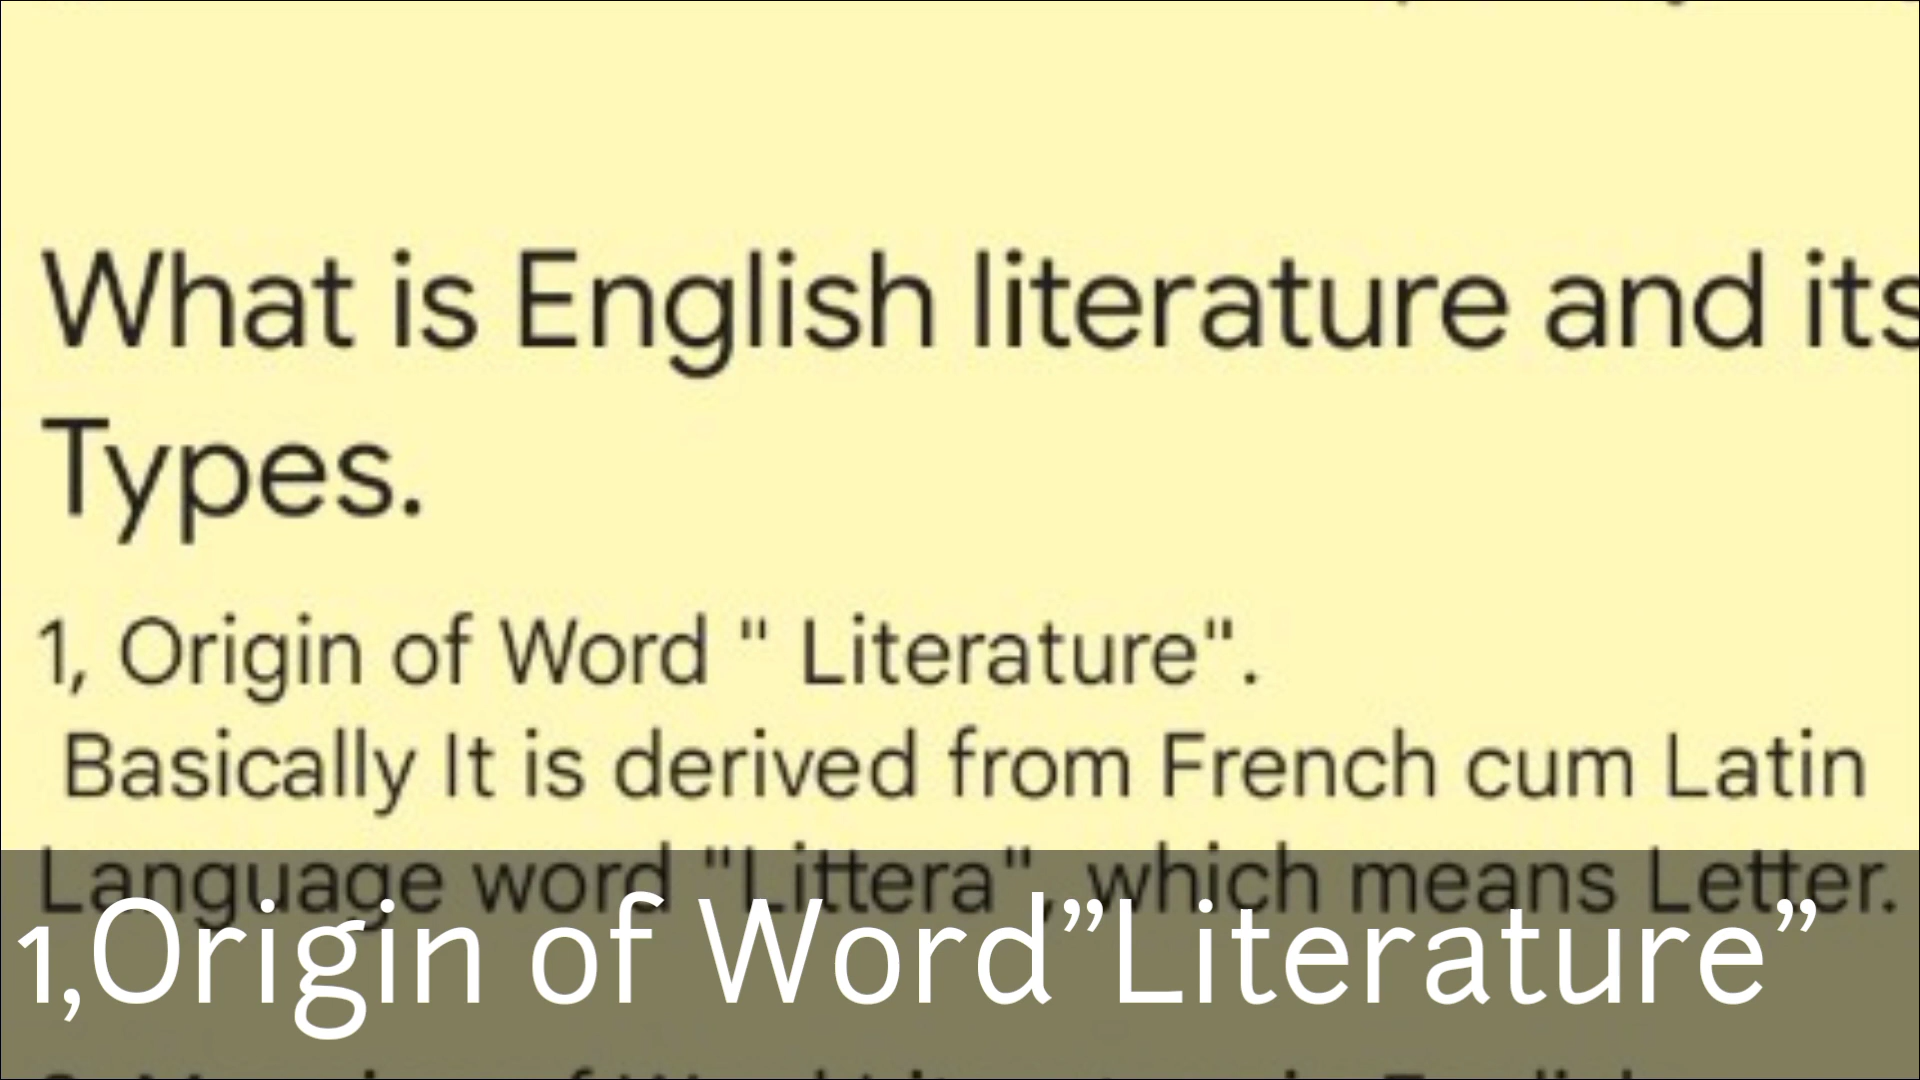 What is English literature and its
Types.
1, Origin of Word " Literature".
Basically It is derived from French cum Latin
Language word "Littera", which means Letter.
1,Origin of Word”Literature”